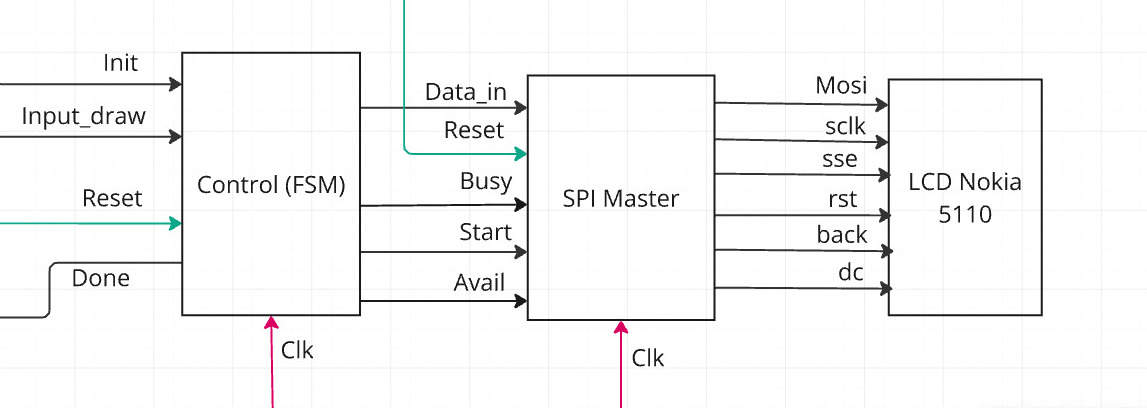 Init
Input_draw
Reset
Done
Control (FSM)
Clk
Data_in
Reset
Busy
Start
Avail
SPI Master
Clk
Mosi
sclk
sse
rst
back
dc
LCD Nokia
5110